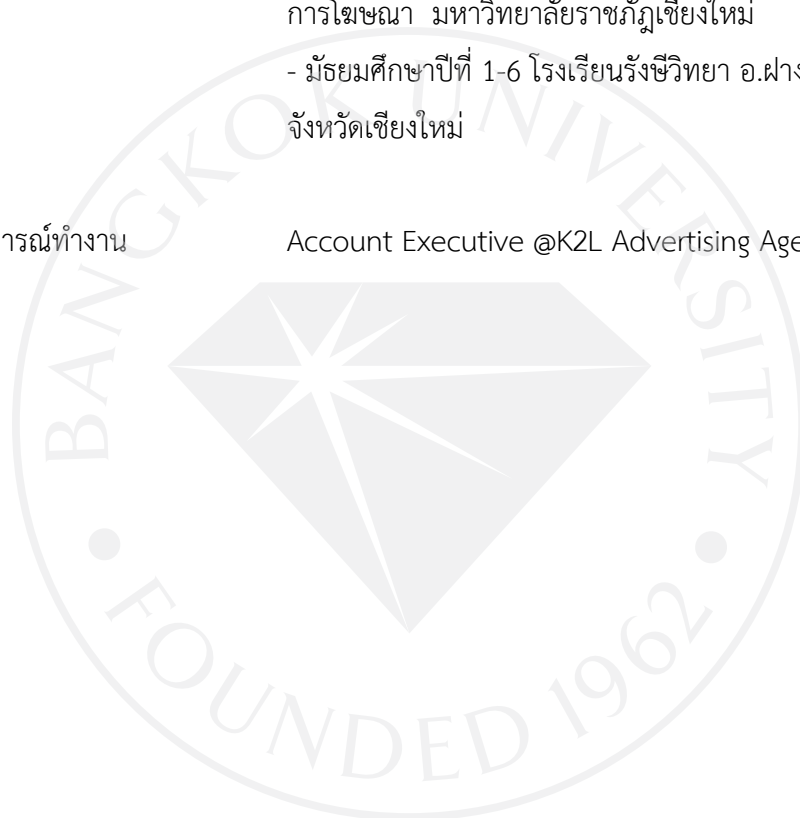 การโฆษณา มหาวิทยาลัยราชภัฏเชียงใหม่
- มัธยมศึกษาปีที่ 1-6 โรงเรียนรังษีวิทยา อ.ฝาง
จังหวัดเชียงใหม่
ารณ์ทำงาน Account Executive @K2L Advertising Age
BANGKOK UNIVERSITY
FOUNDED 1962